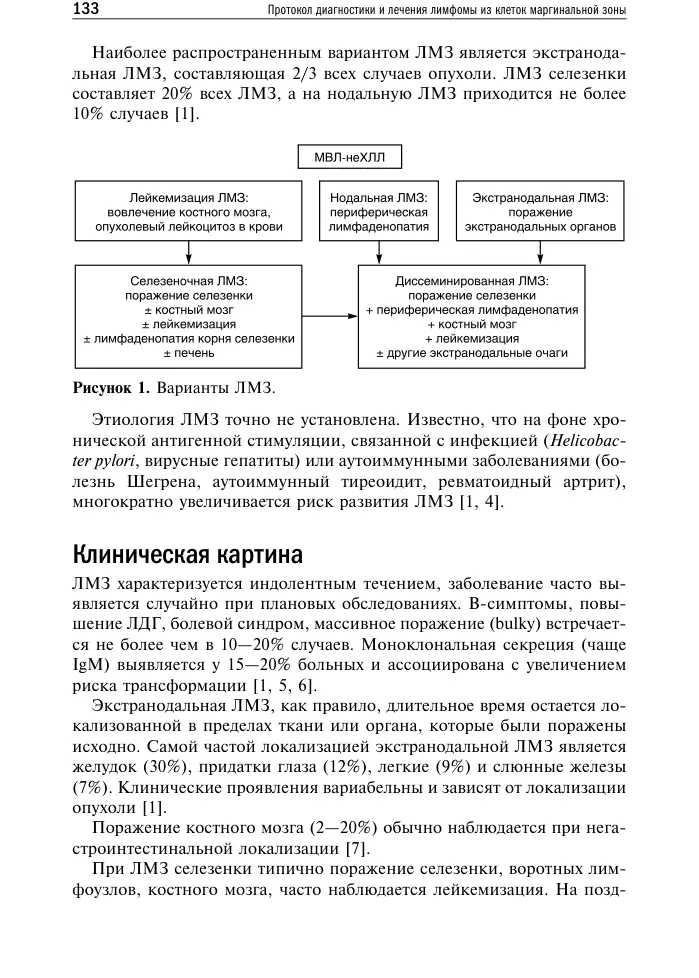 133
Протокол диагностики и лечения лимфомы из клеток маргинальной зоны
Наиболее распространенным вариантом ЛМЗ является экстранода-
льная ЛМЗ, составляющая 2/3 всех случаев опухоли. ЛМЗ селезенки
составляет 20% всех ЛМЗ, а на нодальную ЛМЗ приходится не более
10% случаев [1].
МВЛ-неХЛЛ
Лейкемизация ЛМЗ:
вовлечение костного мозга,
опухолевый лейкоцитоз в крови
Нодальная ЛМЗ:
периферическая
лимфаденопатия
Экстранодальная ЛМЗ:
поражение
экстранодальных органов
Селезеночная ЛМЗ:
поражение селезенки
± костный мозг
± лейкемизация
± лимфаденопатия корня селезенки
± печень
Диссеминированная ЛМЗ:
поражение селезенки
+ периферическая лимфаденопатия
+ костный мозг
+ лейкемизация
± другие экстранодальные очаги
Рисунок 1. Варианты ЛМЗ.
Этиология ЛМЗ точно не установлена. Известно, что на фоне хро-
нической антигенной стимуляции, связанной с инфекцией (Helicobac-
ter pylori, вирусные гепатиты) или аутоиммунными заболеваниями (бо-
лезнь Шегрена, аутоиммунный тиреоидит, ревматоидный артрит),
многократно увеличивается риск развития ЛМЗ [1, 4].
Клиническая картина
ЛМЗ характеризуется индолентным течением, заболевание часто вы-
является случайно при плановых обследованиях. В-симптомы, повы-
шение ЛДГ, болевой синдром, массивное поражение (bulky) встречает-
ся не более чем в 10—20% случаев. Моноклональная секреция (чаще
IgM) выявляется у 15—20% больных и ассоциирована с увеличением
риска трансформации [1, 5, 6].
Экстранодальная ЛМЗ, как правило, длительное время остается ло-
кализованной в пределах ткани или органа, которые были поражены
исходно. Самой частой локализацией экстранодальной ЛМЗ является
желудок (30%), придатки глаза (12%), легкие (9%) и слюнные железы
(7%). Клинические проявления вариабельны и зависят от локализации
опухоли [1].
Поражение костного мозга (2—20%) обычно наблюдается при нега-
строинтестинальной локализации [7].
При ЛМЗ селезенки типично поражение селезенки, воротных лим-
фоузлов, костного мозга, часто наблюдается лейкемизация. На позд-